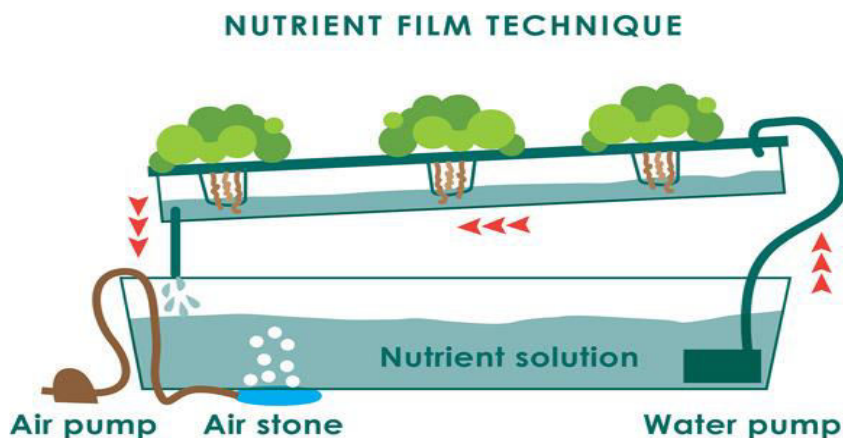 NUTRIENT FILM TECHNIQUE
Nutrient solution
Air pump Air stone Water pump